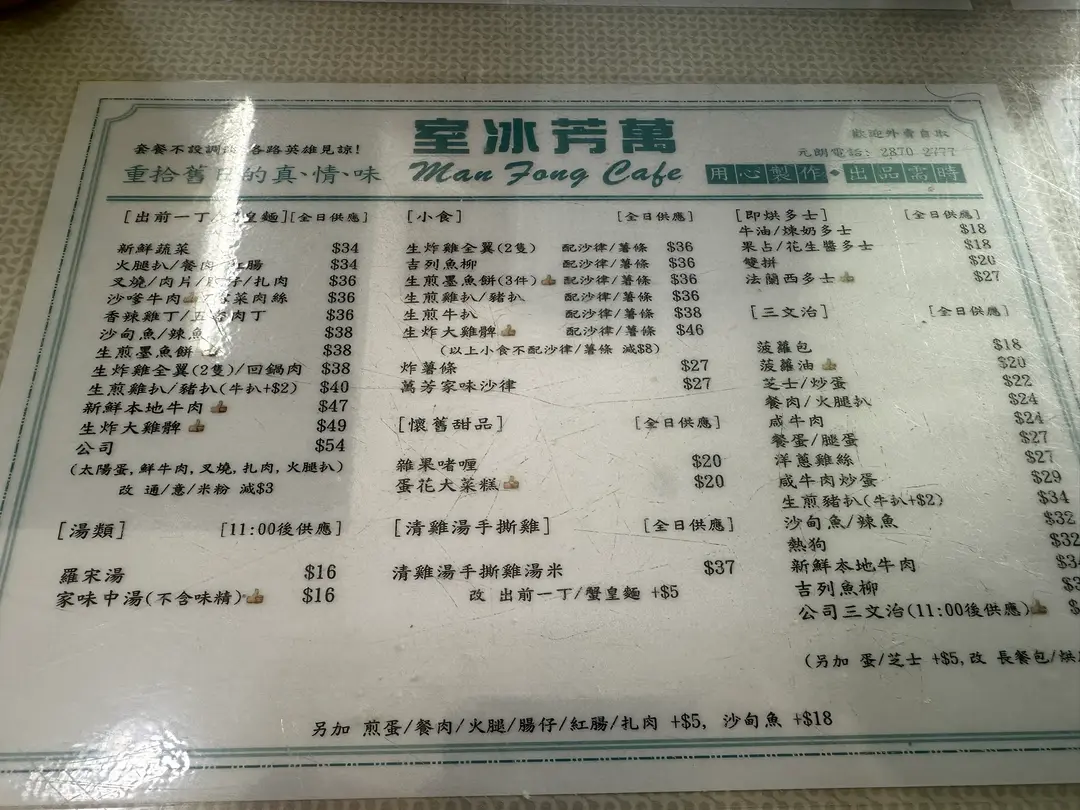 套餐不設調 各路英雄見諒!
重拾舊日的真、情、味
室冰芳萬
Man Fong Cafe
歡迎外賣自取
元朗電話: 2870 2777
用心製作・出品需時
[出前一丁/ 皇麵][全日供應]
新鮮蔬菜 $34
火腿扒/餐肉/紅腸 $34
叉燒/肉片/ 仔/扎肉 $36
沙嗲牛肉 菜肉絲 $36
香辣雞丁/五香肉丁 $36
沙甸魚/辣魚 $38
生煎墨魚餅 $38
生炸雞全翼(2隻)/回鍋肉 $38
生煎雞扒/豬扒(牛扒+$2) $40
新鮮本地牛肉 $47
生炸大雞髀 $49
公司 $54
(太陽蛋,鮮牛肉,叉燒,扎肉,火腿扒)
改 通/意/米粉 減$3
[湯類] [11:00後供應]
羅宋湯 $16
家味中湯(不含味精) $16
[小食] [全日供應]
生炸雞全翼(2隻) 配沙律/薯條 $36
吉列魚柳 配沙律/薯條 $36
生煎墨魚餅(3件) 配沙律/薯條 $36
生煎雞扒/豬扒 配沙律/薯條 $36
生煎牛扒 配沙律/薯條 $38
生炸大雞髀 配沙律/薯條 $46
(以上小食不配沙律/薯條 減$8)
炸薯條 $27
萬芳家味沙律 $27
[懷舊甜品] [全日供應]
雜果啫喱 $20
蛋花大菜糕 $20
[清雞湯手撕雞] [全日供應]
清雞湯手撕雞湯米 $37
改 出前一丁/蟹皇麵 +$5
[即烘多士] [全日供應]
牛油/煉奶多士 $18
果占/花生醬多士 $18
雙拼 $20
法蘭西多士 $27
[三文治] [全日供應]
菠蘿包 $18
菠蘿油 $20
芝士/炒蛋 $22
餐肉/火腿扒 $24
咸牛肉 $24
餐蛋/腿蛋 $27
洋蔥雞絲 $27
咸牛肉炒蛋 $29
生煎豬扒(牛扒+$2) $34
沙甸魚/辣魚 $32
熱狗 $32
新鮮本地牛肉
吉列魚柳
公司三文治(11:00後供應)
(另加 蛋/芝士 +$5,改 長餐包/烘
另加 煎蛋/餐肉/火腿/腸仔/紅腸/扎肉 +$5, 沙甸魚 +$18